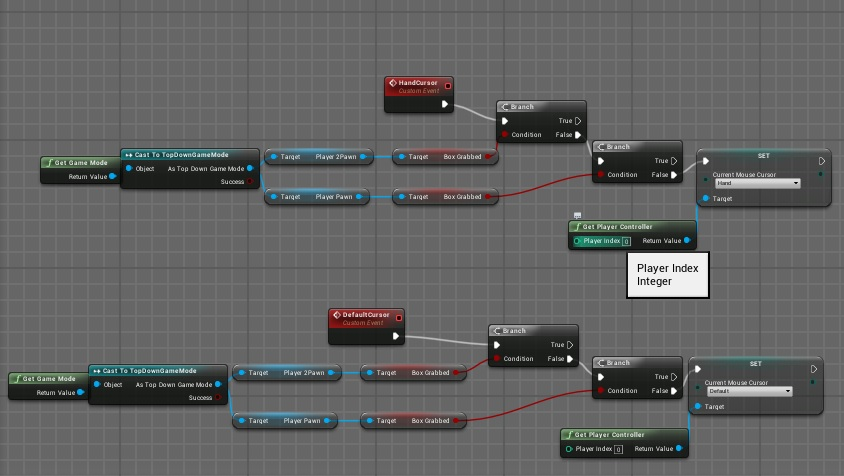 HandCursor
Custom Event
Branch
True
Condition False
Branch
True
Condition False
SET
Current Mouse Cursor
Hand
Target
Get Game Mode
Return Value
Cast To TopDownGameMode
Object As Top Down Game Mode
Success
Target Player 2Pawn
Target Box Grabbed
Target Player Pawn
Target Box Grabbed
Get Player Controller
Player Index 0 Return Value
Player Index
Integer
DefaultCursor
Custom Event
Branch
True
Condition False
Branch
True
Condition False
SET
Current Mouse Cursor
Default
Target
Get Game Mode
Return Value
Cast To TopDownGameMode
Object As Top Down Game Mode
Success
Target Player 2Pawn
Target Box Grabbed
Target Player Pawn
Target Box Grabbed
Get Player Controller
Player Index 0 Return Value